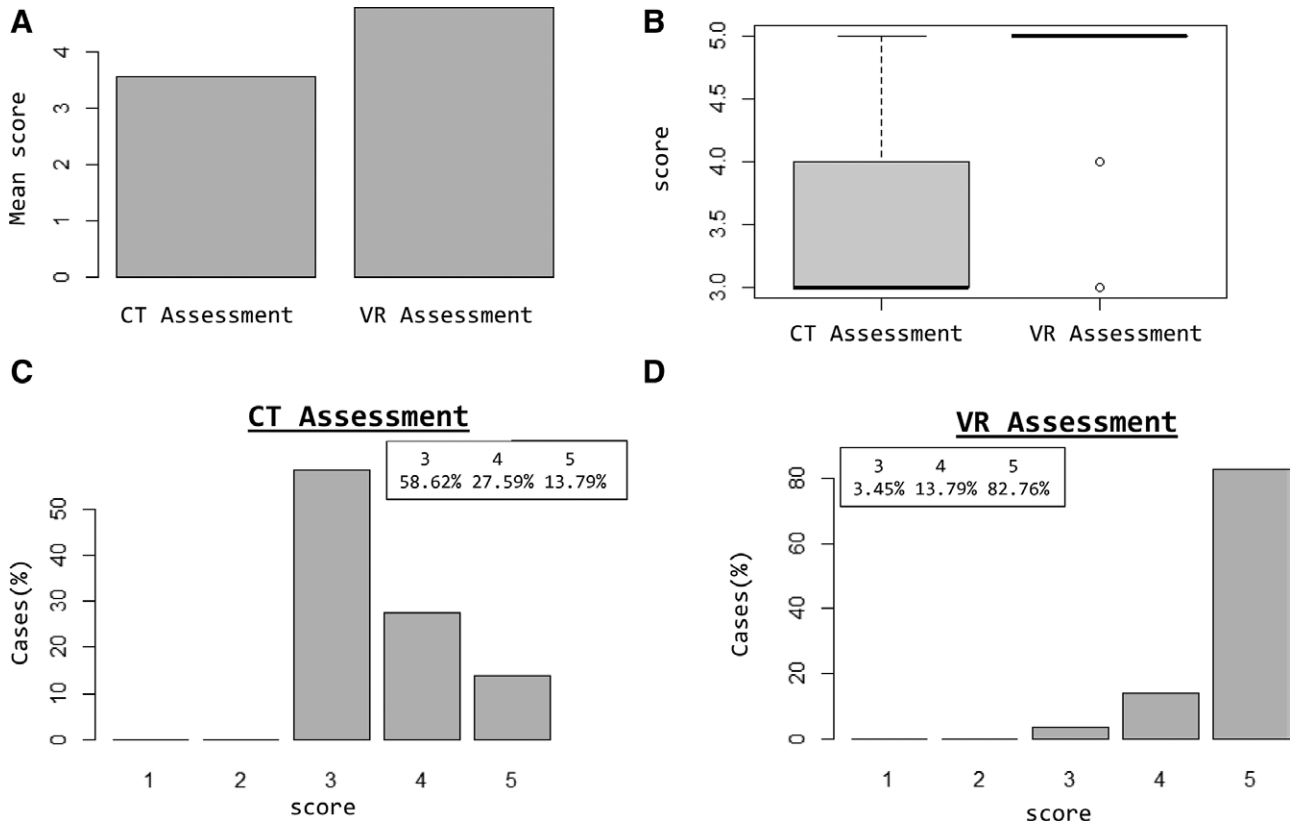 A
Mean score
4
3
2
1
0
CT Assessment VR Assessment
B
score
5.0
4.5
4.0
3.5
3.0
CT Assessment VR Assessment
C
CT Assessment
3 4 5
58.62% 27.59% 13.79%
Cases(%)
50
40
30
20
10
0
1 2 3 4 5
score
D
VR Assessment
3 4 5
3.45% 13.79% 82.76%
Cases(%)
80
60
40
20
0
1 2 3 4 5
score